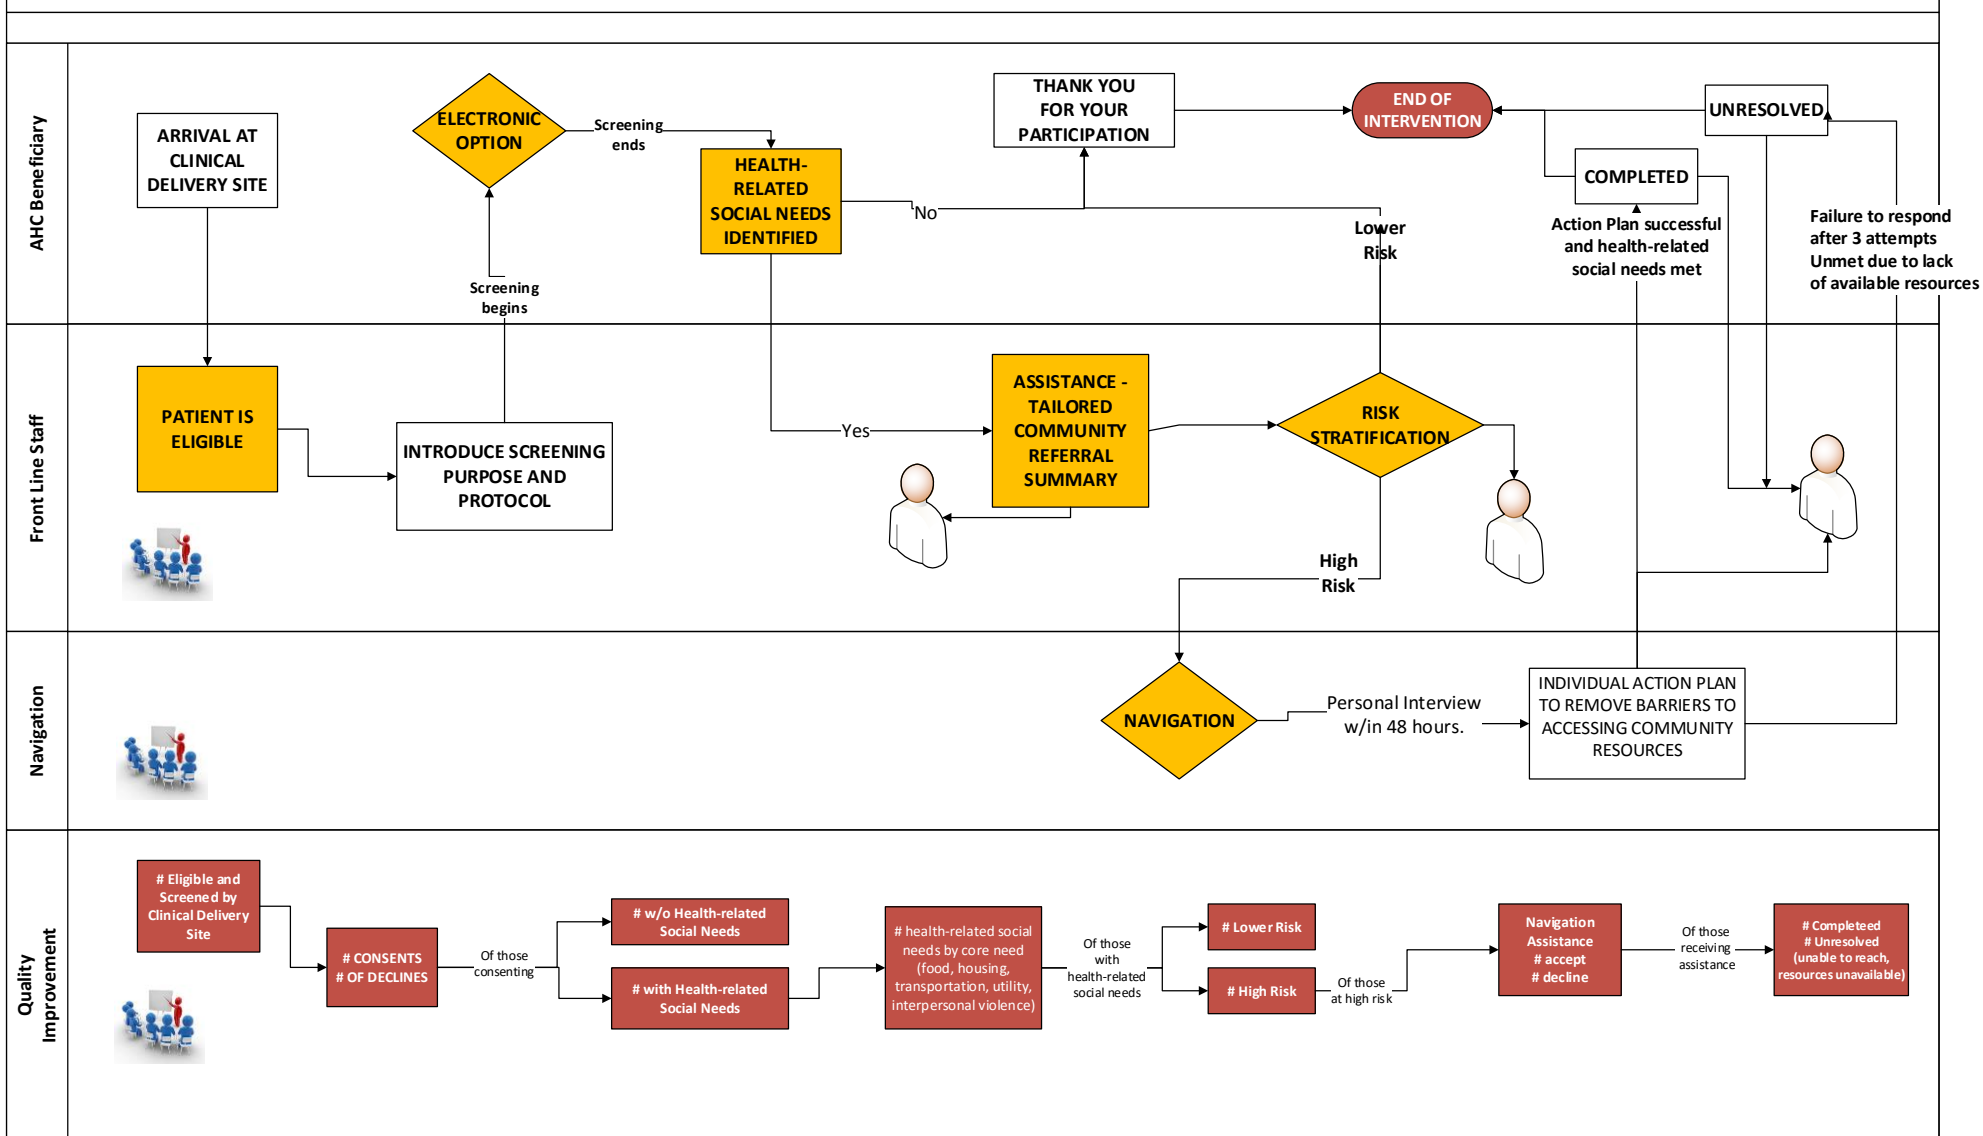 AHC Beneficiary
ARRIVAL AT
CLINICAL
DELIVERY SITE
ELECTRONIC
OPTION
Screening
begins
Screening
ends
HEALTH-
RELATED
SOCIAL NEEDS
IDENTIFIED
No
THANK YOU
FOR YOUR
PARTICIPATION
Lower
Risk
END OF
INTERVENTION
COMPLETED
Action Plan successful
and health-related
social needs met
UNRESOLVED
Failure to respond
after 3 attempts
Unmet due to lack
of available resources
Front Line Staff
PATIENT IS
ELIGIBLE
INTRODUCE SCREENING
PURPOSE AND
PROTOCOL
Yes
ASSISTANCE -
TAILORED
COMMUNITY
REFERRAL
SUMMARY
RISK
STRATIFICATION
High
Risk
Navigation
NAVIGATION
Personal Interview
w/in 48 hours.
INDIVIDUAL ACTION PLAN
TO REMOVE BARRIERS TO
ACCESSING COMMUNITY
RESOURCES
Quality
Improvement
# Eligible and
Screened by
Clinical Delivery
Site
# CONSENTS
# OF DECLINES
Of those
consenting
# w/o Health-related
Social Needs
# with Health-related
Social Needs
# health-related social
needs by core need
(food, housing,
transportation, utility,
interpersonal violence)
Of those
with
health-related
social needs
# Lower Risk
# High Risk
Of those
at high risk
Navigation
Assistance
# accept
# decline
Of those
receiving
assistance
# Completeed
# Unresolved
(unable to reach,
resources unavailable)